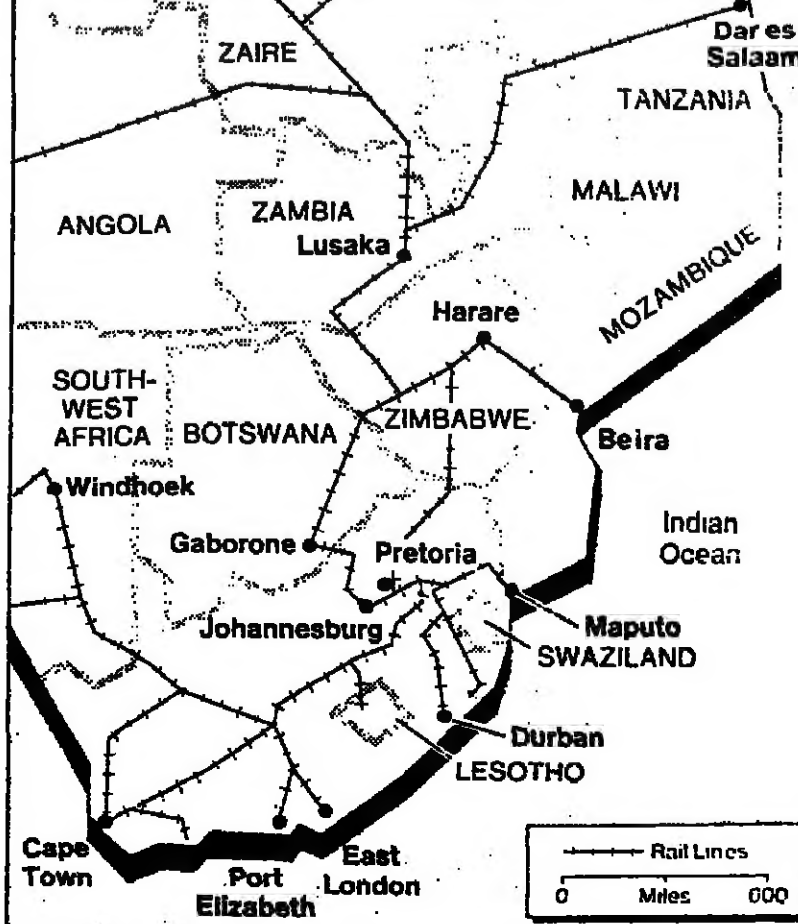 Dar es
Salaam
ZAIRE
TANZANIA
MALAWI
ANGOLA
ZAMBIA
Lusaka
MOZAMBIQUE
Harare
SOUTH-
WEST
AFRICA
BOTSWANA
ZIMBABWE
Beira
Windhoek
Indian
Ocean
Gaborone
Pretoria
Johannesburg
Maputo
SWAZILAND
Durban
LESOTHO
Cape
Town
Port
Elizabeth
East
London
Rail Lines
0 Miles 600